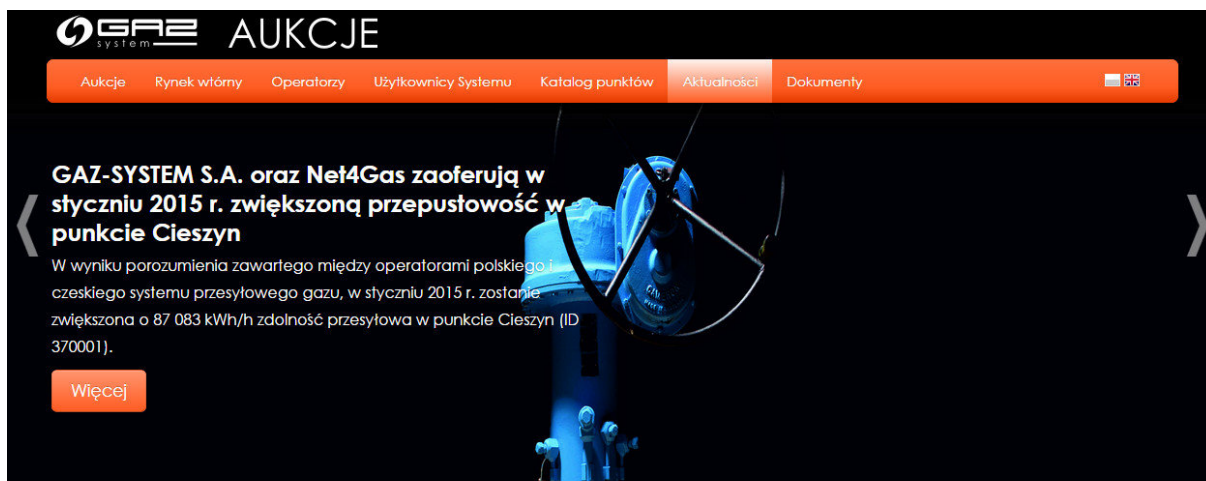 GAZ
system
AUKCJE
Aukcje
Rynek wtórny
Operatorzy
Użytkownicy Systemu
Katalog punktów
Aktualności
Dokumenty
GAZ-SYSTEM S.A. oraz Net4Gas zaoferują w
styczniu 2015 r. zwiększoną przepustowość w
punkcie Cieszyn
W wyniku porozumienia zawartego między operatorami polskiego i
czeskiego systemu przesyłowego gazu, w styczniu 2015 r. zostanie
zwiększona o 87 083 kWh/h zdolność przesyłowa w punkcie Cieszyn (ID
370001).
Więcej